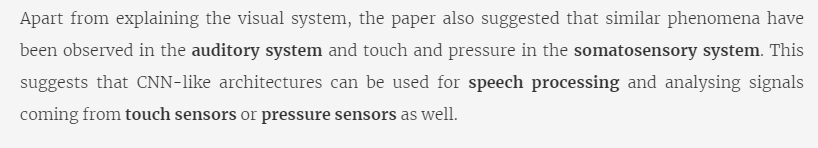 Apart from explaining the visual system, the paper also suggested that similar phenomena have
been observed in the auditory system and touch and pressure in the somatosensory system. This
suggests that CNN-like architectures can be used for speech processing and analysing signals
coming from touch sensors or pressure sensors as well.